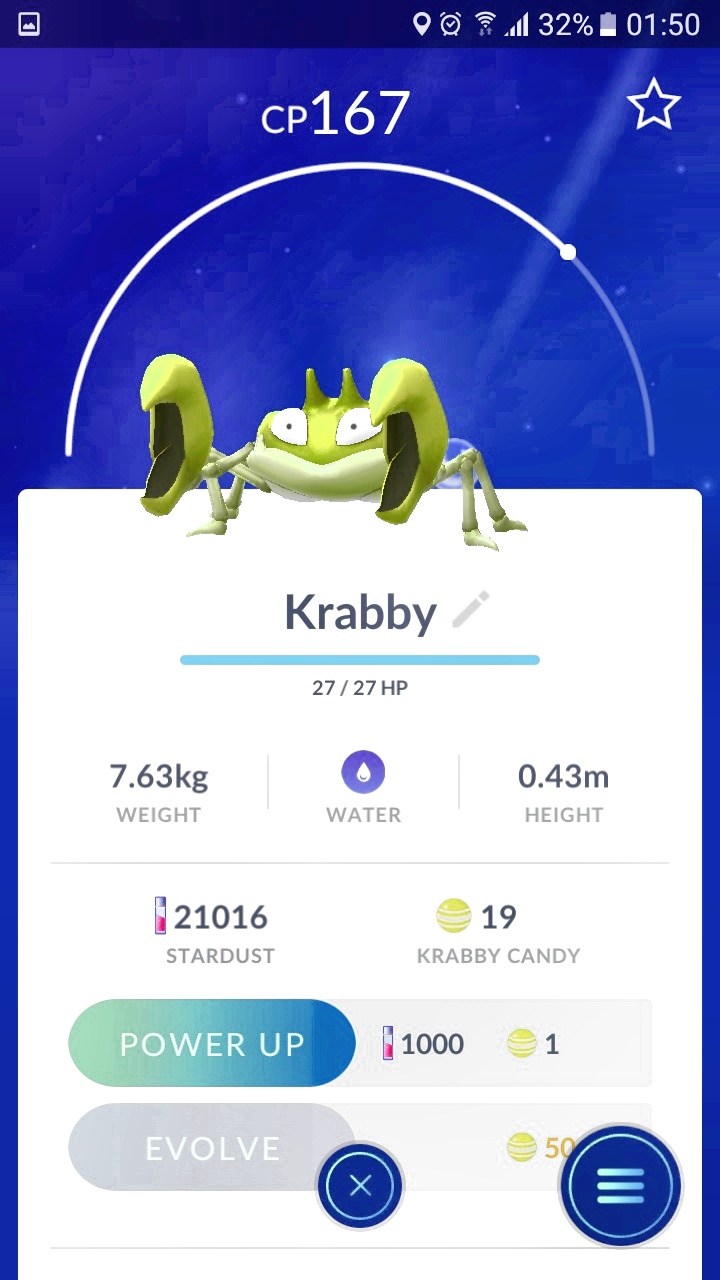 32% 01:50
CP167
Krabby
27 / 27 HP
7.63kg
WEIGHT
WATER
0.43m
HEIGHT
21016
STARDUST
19
KRABBY CANDY
POWER UP 1000 1
EVOLVE 50